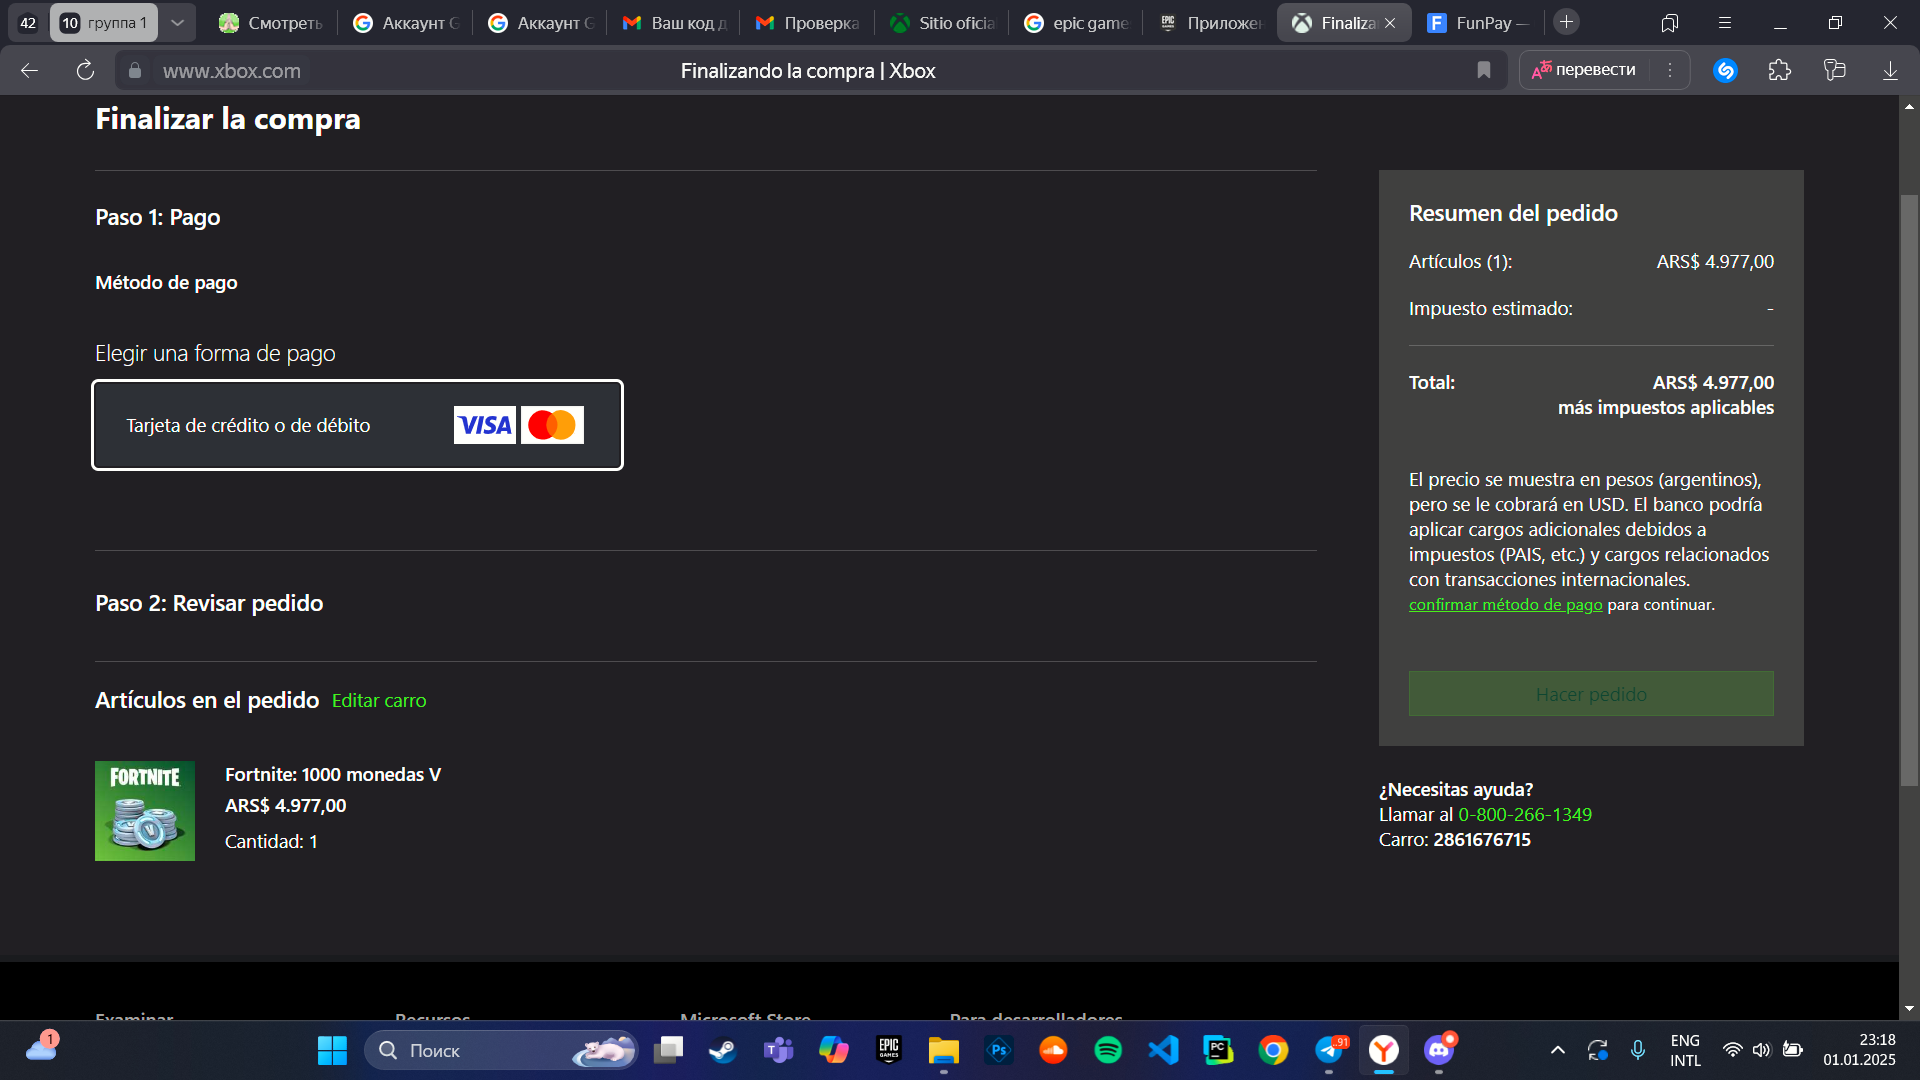 42
10 группа 1
Смотреть
Аккаунт G
Аккаунт G
Ваш код д
Проверка
Sitio oficia
epic game
Приложен
Finaliza
FunPay —
www.xbox.com
Finalizando la compra | Xbox
перевести
Finalizar la compra
Paso 1: Pago
Método de pago
Elegir una forma de pago
Tarjeta de crédito o de débito
VISA
Paso 2: Revisar pedido
Artículos en el pedido Editar carro
FORTNITE
Fortnite: 1000 monedas V
ARS$ 4.977,00
Cantidad: 1
Resumen del pedido
Artículos (1): ARS$ 4.977,00
Impuesto estimado: -
Total: ARS$ 4.977,00
más impuestos aplicables
El precio se muestra en pesos (argentinos),
pero se le cobrará en USD. El banco podría
aplicar cargos adicionales debidos a
impuestos (PAIS, etc.) y cargos relacionados
con transacciones internacionales.
confirmar método de pago para continuar.
Hacer pedido
¿Necesitas ayuda?
Llamar al 0-800-266-1349
Carro: 2861676715
Examinar
Recursos
Microsoft Store
Para desarrolladores
1
Поиск
EPIC GAMES
Ps
PC
91
ENG
INTL
23:18
01.01.2025